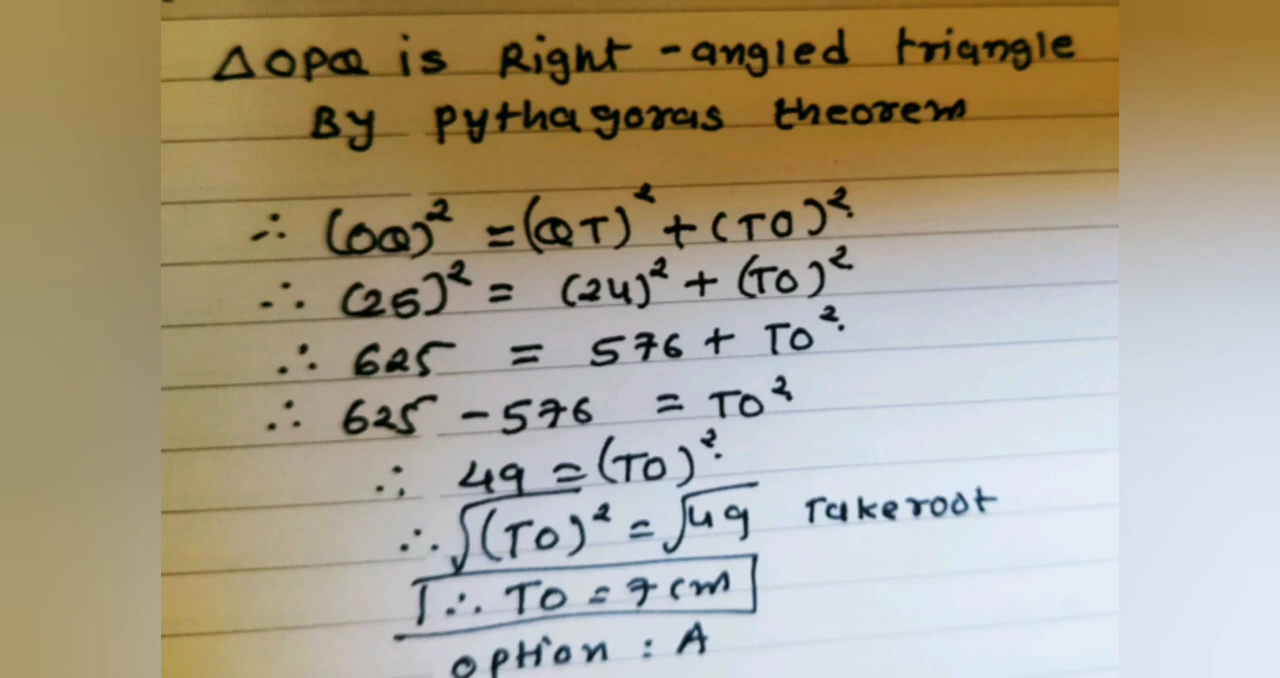 △OPQ is Right-angled triangle
By pythagoras theorem
∴ (OQ)² = (QT)² + (TO)²
∴ (25)² = (24)² + (TO)²
∴ 625 = 576 + TO²
∴ 625 - 576 = TO²
∴ 49 = (TO)²
∴ √(TO)² = √49 Take root
∴ TO = 7 cm
option : A